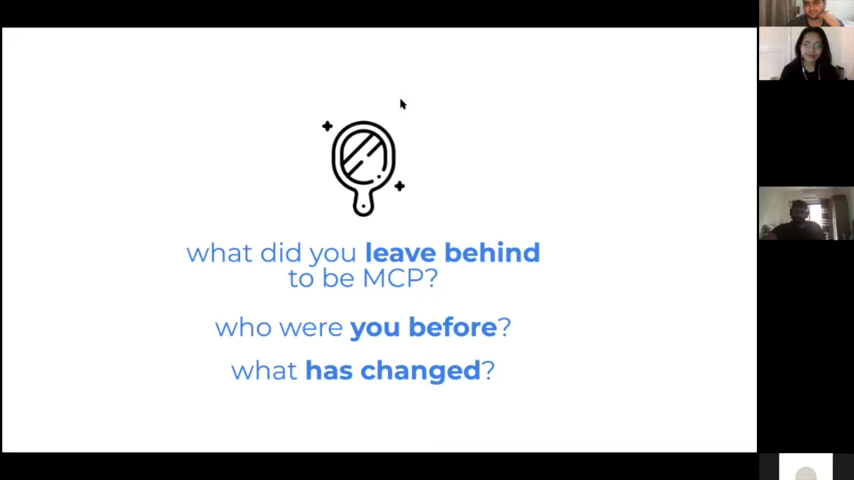 what did you leave behind
to be MCP?
who were you before?
what has changed?